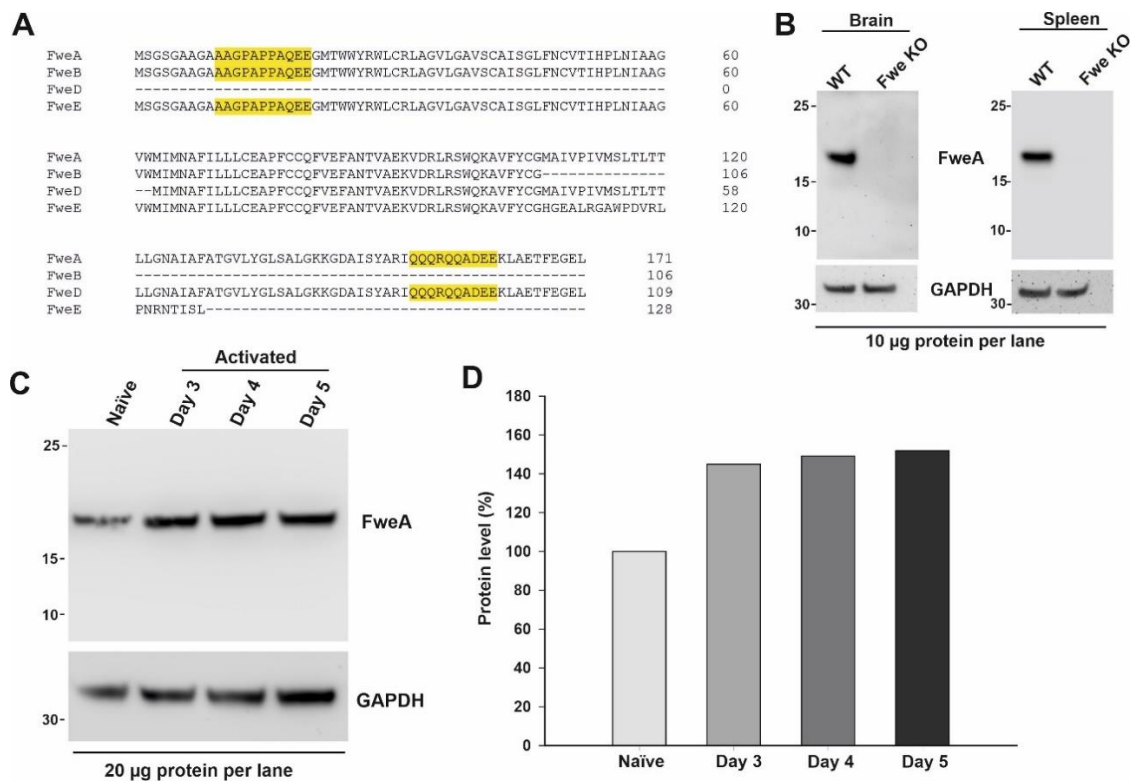 A
FweA MSGSGAAGAAAGPAPPAQEEGMTWWYRWLCRLAGVLGAVSCAISGLFNCVTIHPLNIAAG 60
FweB MSGSGAAGAAAGPAPPAQEEGMTWWYRWLCRLAGVLGAVSCAISGLFNCVTIHPLNIAAG 60
FweD ------------------------------------------------------------ 0
FweE MSGSGAAGAAAGPAPPAQEEGMTWWYRWLCRLAGVLGAVSCAISGLFNCVTIHPLNIAAG 60
FweA VWMIMNAFILLLCEAPFCCQFVEFANTVAEKVDRLRSWQKAVFYCGMAIVPIVMSLTLTT 120
FweB VWMIMNAFILLLCEAPFCCQFVEFANTVAEKVDRLRSWQKAVFYCG-------------- 106
FweD --MIMNAFILLLCEAPFCCQFVEFANTVAEKVDRLRSWQKAVFYCGMAIVPIVMSLTLTT 58
FweE VWMIMNAFILLLCEAPFCCQFVEFANTVAEKVDRLRSWQKAVFYCGHGEALRGAWPDVRL 120
FweA LLGNAIAFATGVLYGLSALGKKGDAISYARIQQQRQQADEEKLAETFEGEL 171
FweB --------------------------------------------------- 106
FweD LLGNAIAFATGVLYGLSALGKKGDAISYARIQQQRQQADEEKLAETFEGEL 109
FweE PNRNTISL------------------------------------------- 128
B
Brain
Spleen
WT
Fwe KO
WT
Fwe KO
25-
15-
10-
FweA
25-
15-
10-
30-
GAPDH
30-
10 µg protein per lane
C
Activated
Naïve
Day 3
Day 4
Day 5
25-
FweA
15-
10-
GAPDH
30-
20 µg protein per lane
D
Protein level (%)
180
160
140
120
100
80
60
40
20
0
Naïve
Day 3
Day 4
Day 5